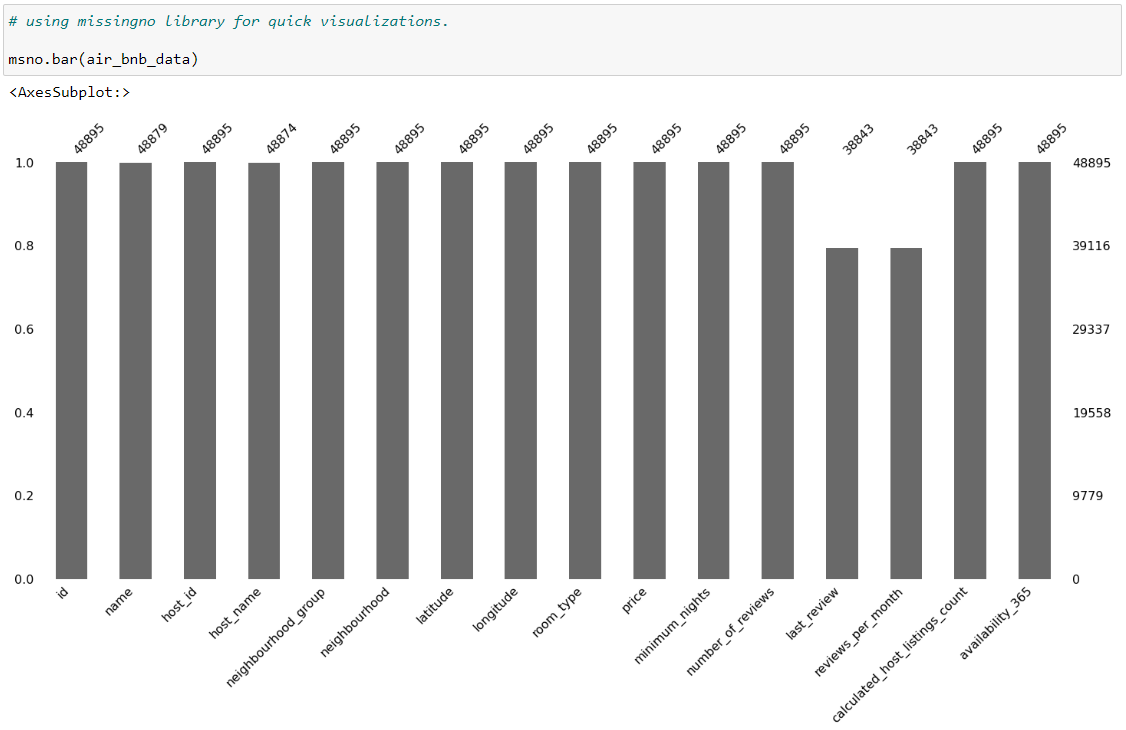 # using missingno library for quick visualizations.
msno.bar(air_bnb_data)
<AxesSubplot:>
48895 48879 48895 48874 48895 48895 48895 48895 48895 48895 48895 48895 38843 38843 48895 48895
1.0 48895
0.8 39116
0.6 29337
0.4 19558
0.2 9779
0.0 0
id name host_id host_name neighbourhood_group neighbourhood latitude longitude room_type price minimum_nights number_of_reviews last_review reviews_per_month calculated_host_listings_count availability_365